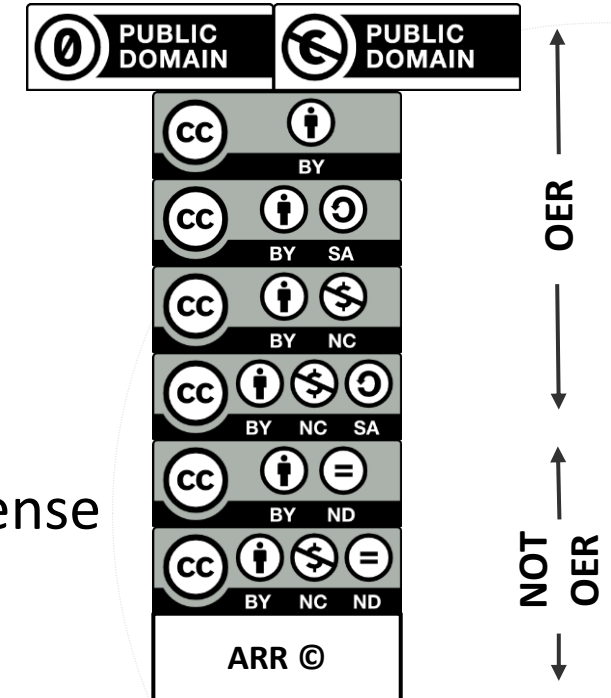 0 PUBLIC DOMAIN
C PUBLIC DOMAIN
CC
BY
CC
BY SA
CC
BY $ NC
CC
BY $ NC SA
CC
BY = ND
CC
BY $ NC = ND
ARR ©
ense
OER
NOT OER